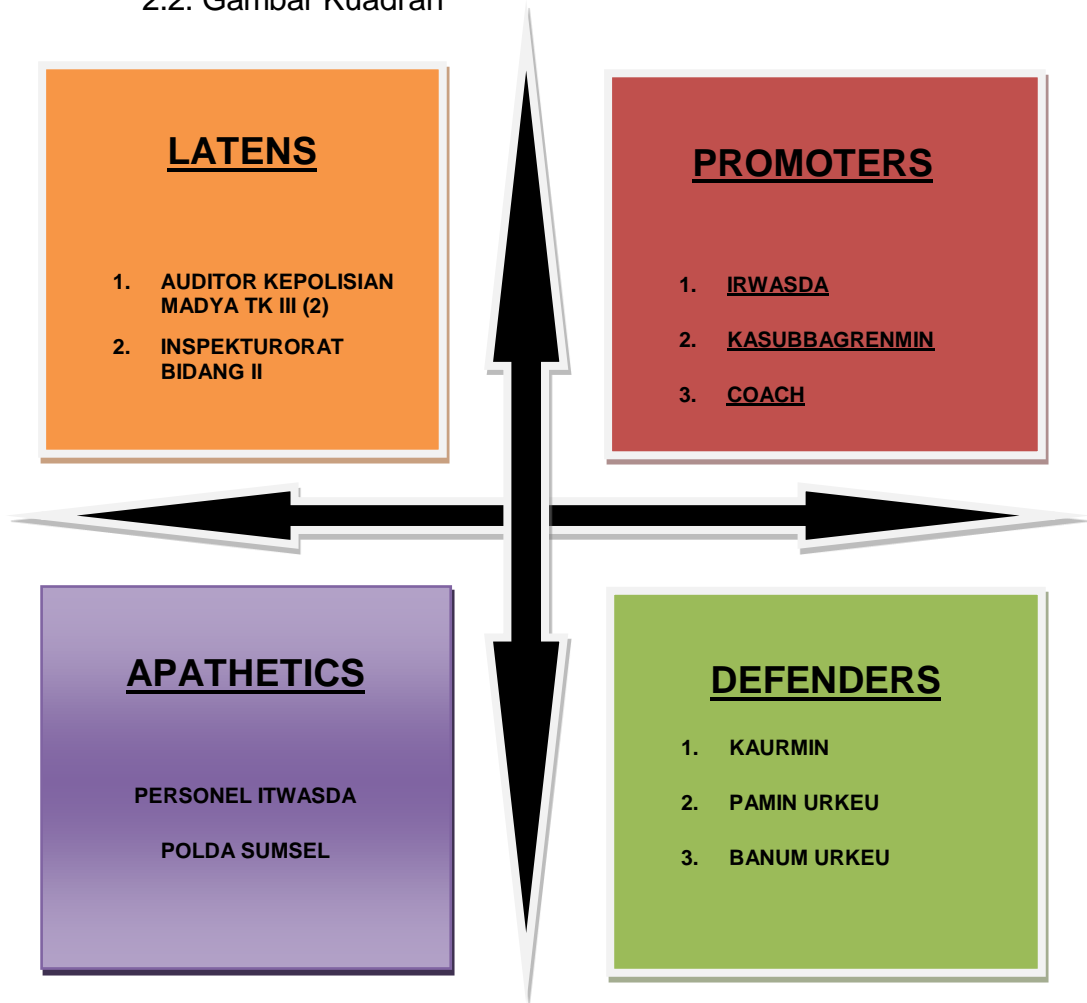 2.2. Gambar Kuadran
LATENS
1. AUDITOR KEPOLISIAN
MADYA TK III (2)
2. INSPEKTURORAT
BIDANG II
PROMOTERS
1. IRWASDA
2. KASUBBAGRENMIN
3. COACH
APATHETICS
PERSONEL ITWASDA
POLDA SUMSEL
DEFENDERS
1. KAURMIN
2. PAMIN URKEU
3. BANUM URKEU